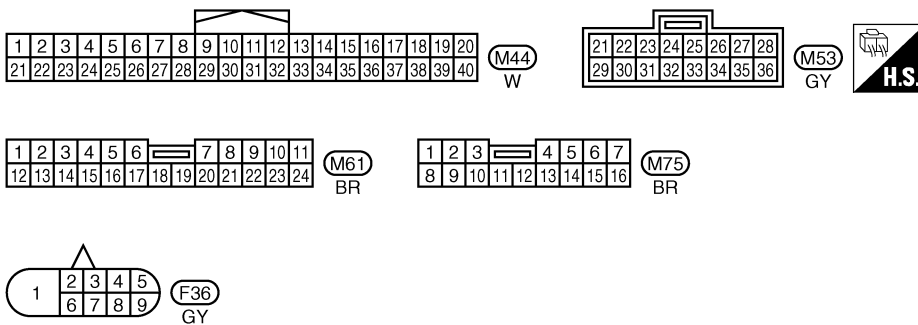 1 2 3 4 5 6 7 8 9 10 11 12 13 14 15 16 17 18 19 20
21 22 23 24 25 26 27 28 29 30 31 32 33 34 35 36 37 38 39 40
M44
W
21 22 23 24 25 26 27 28
29 30 31 32 33 34 35 36
M53
GY
H.S.
1 2 3 4 5 6 7 8 9 10 11
12 13 14 15 16 17 18 19 20 21 22 23 24
M61
BR
1 2 3 4 5 6 7
8 9 10 11 12 13 14 15 16
M75
BR
1
2 3 4 5
6 7 8 9
F36
GY